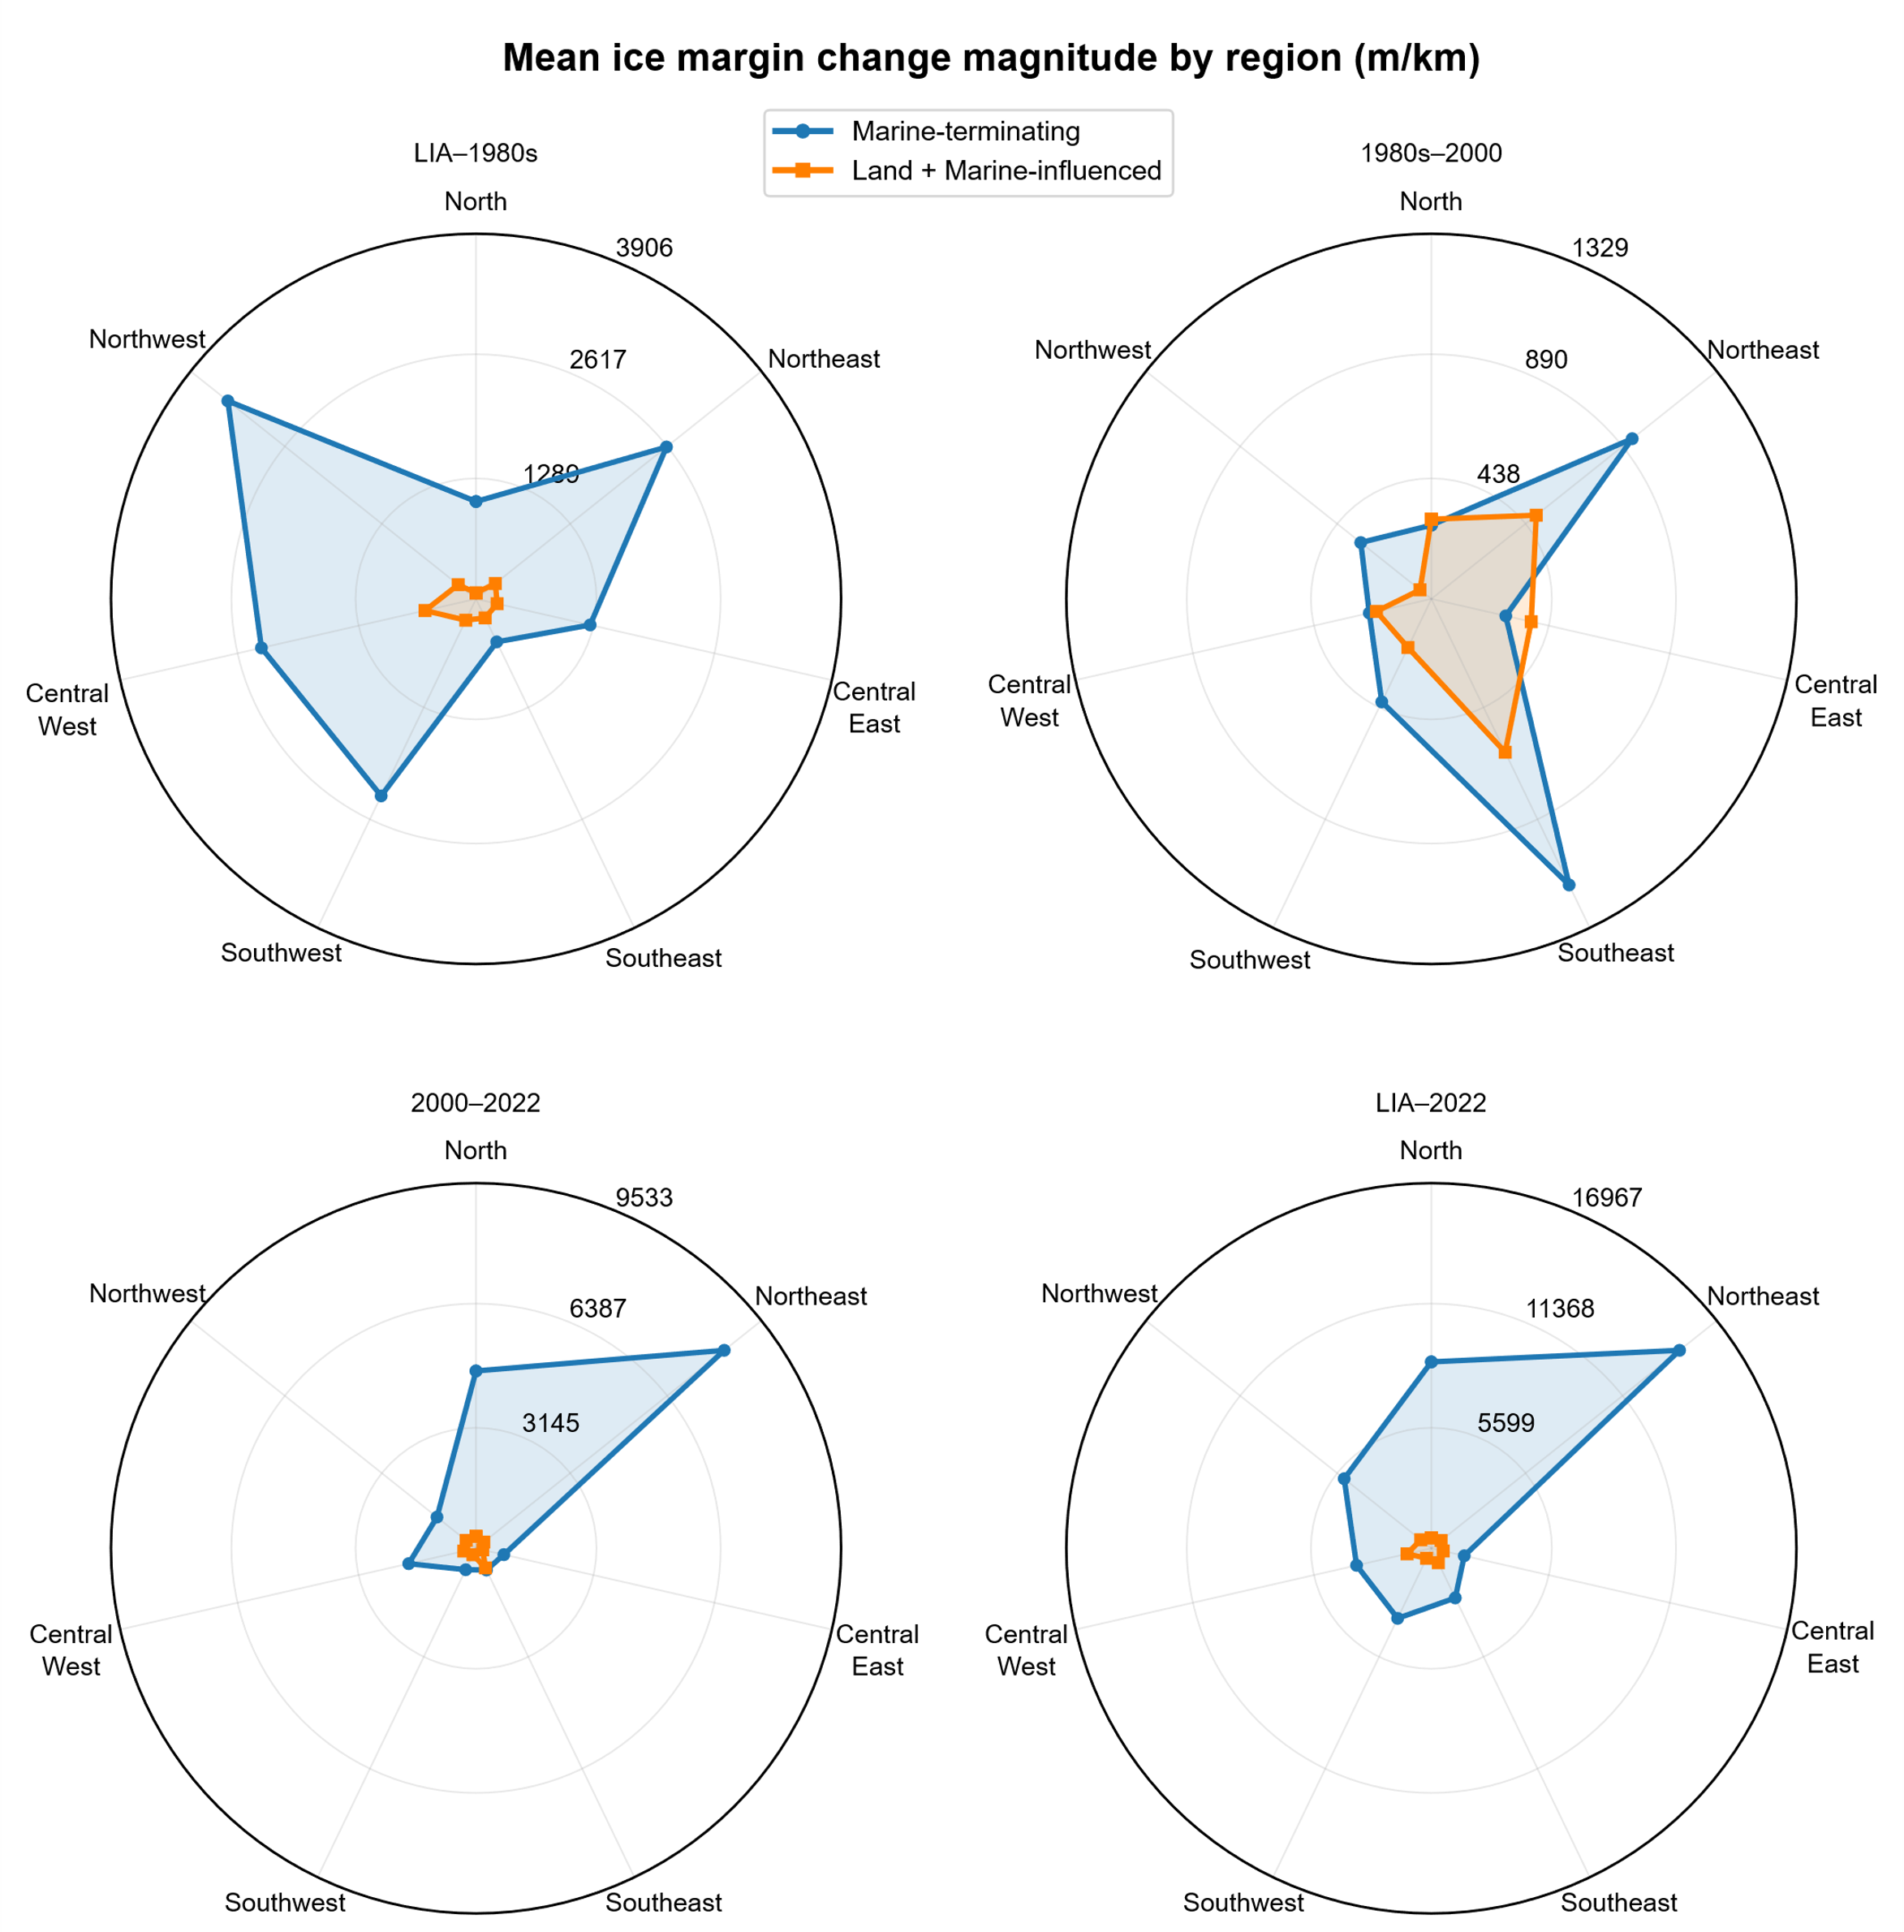 Mean ice margin change magnitude by region (m/km)
Marine-terminating
Land + Marine-influenced
LIA–1980s
North
3906
2617
1289
Northwest
Northeast
Central
West
Central
East
Southwest
Southeast
1980s–2000
North
1329
890
438
Northwest
Northeast
Central
West
Central
East
Southwest
Southeast
2000–2022
North
9533
6387
3145
Northwest
Northeast
Central
West
Central
East
Southwest
Southeast
LIA–2022
North
16967
11368
5599
Northwest
Northeast
Central
West
Central
East
Southwest
Southeast